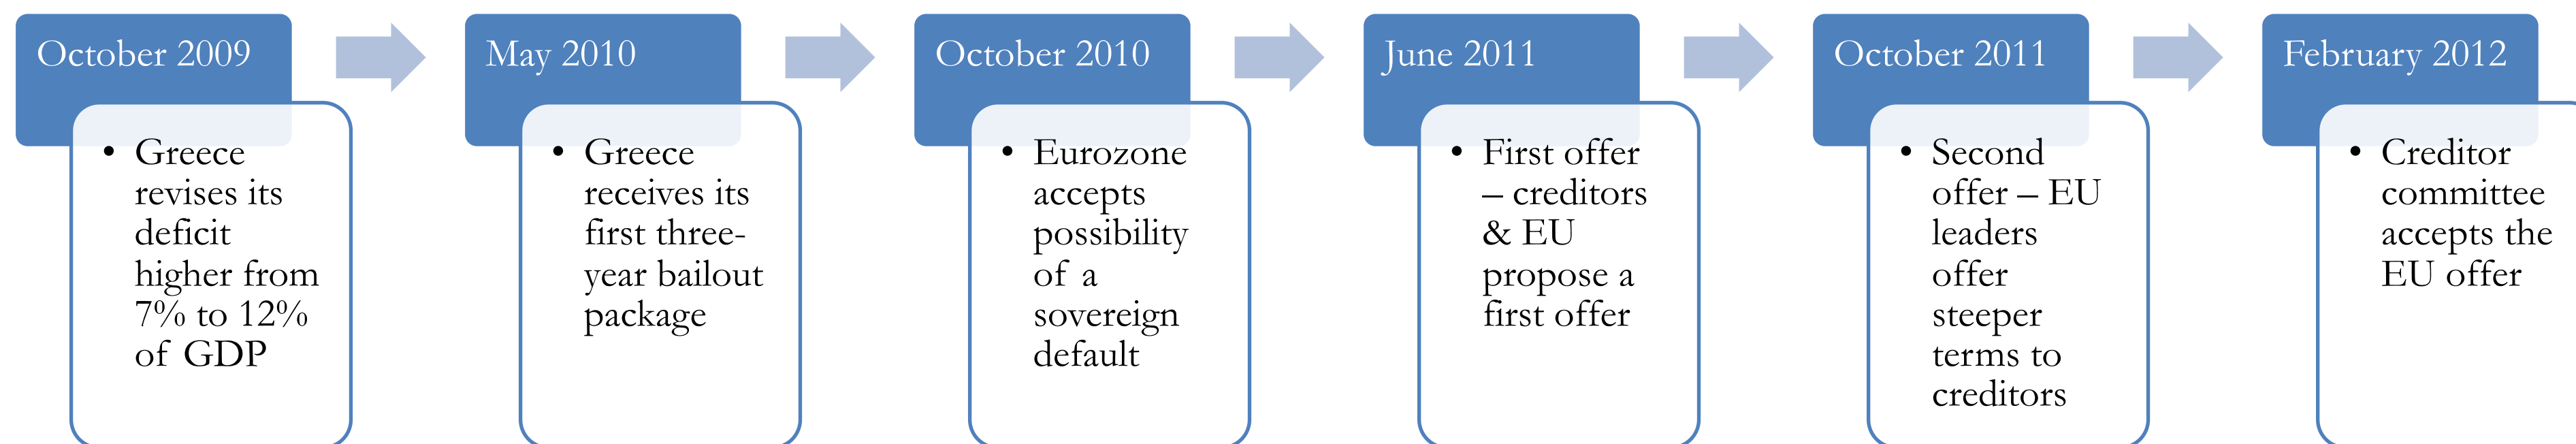 October 2009
• Greece
revises its
deficit
higher from
7% to 12%
of GDP
May 2010
• Greece
receives its
first three-
year bailout
package
October 2010
• Eurozone
accepts
possibility
of a
sovereign
default
June 2011
• First offer
– creditors
& EU
propose a
first offer
October 2011
• Second
offer – EU
leaders
offer
steeper
terms to
creditors
February 2012
• Creditor
committee
accepts the
EU offer